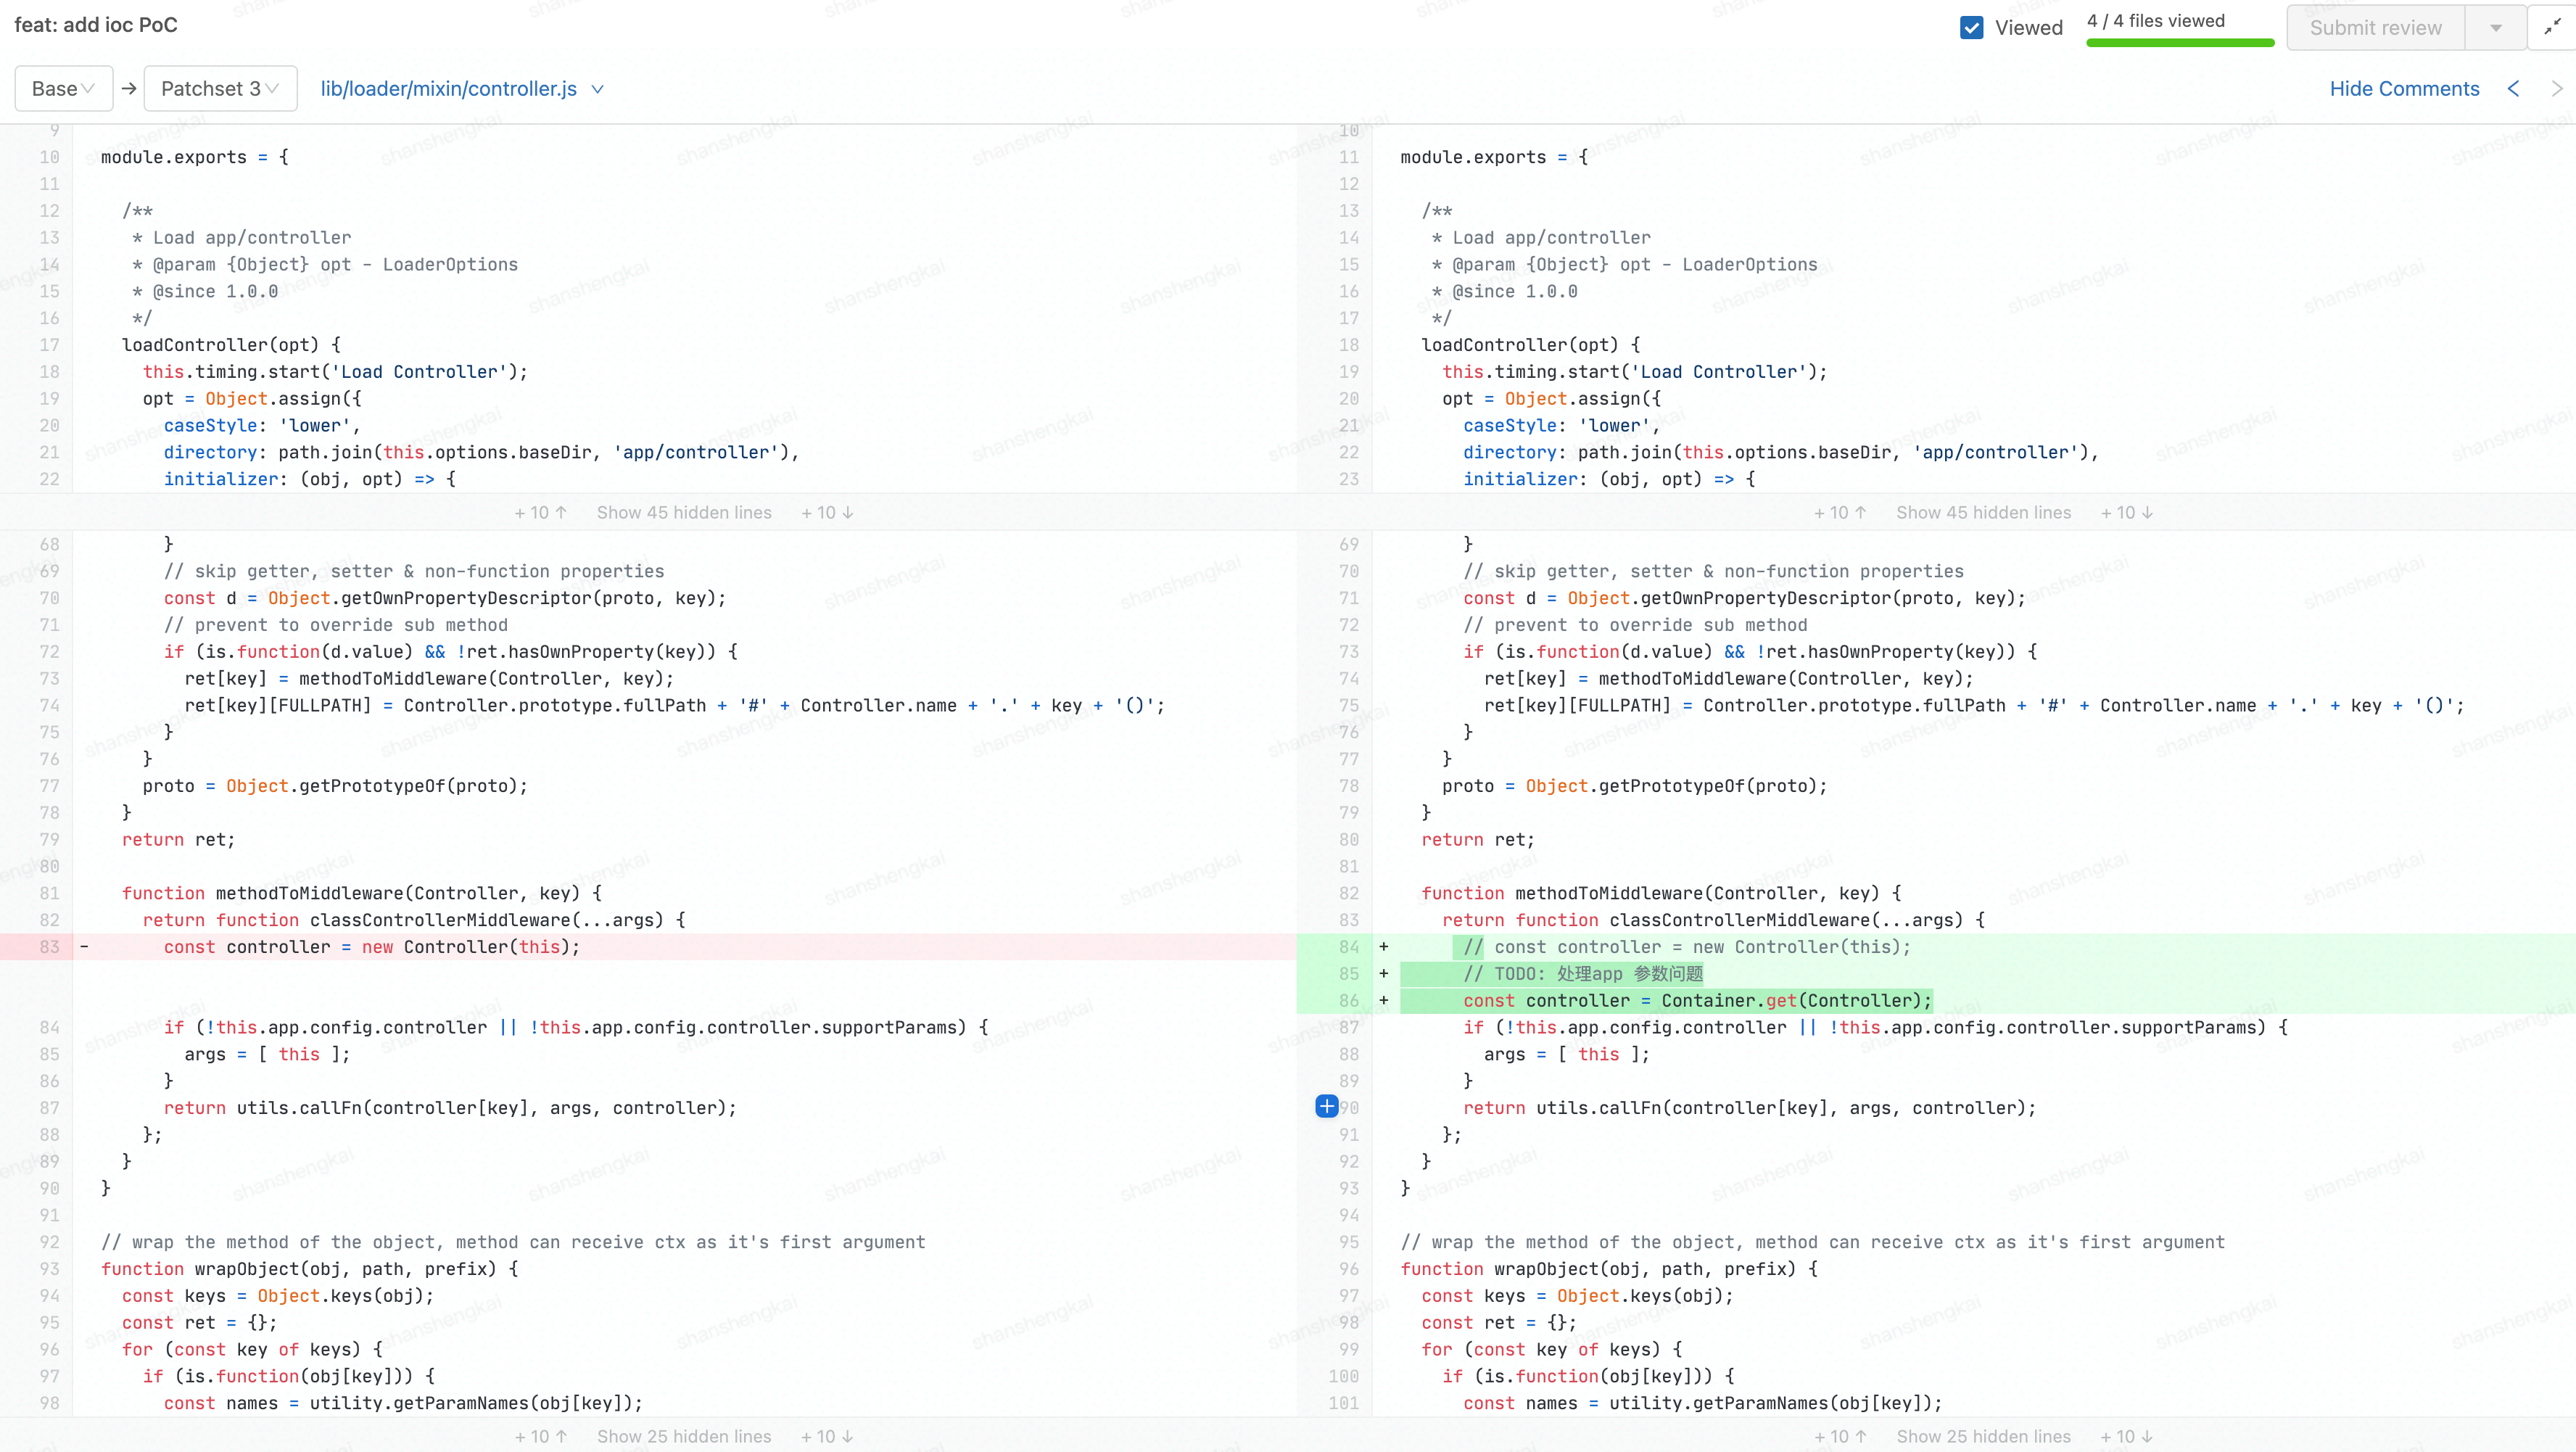 feat: add ioc PoC
Viewed
4 / 4 files viewed
Submit review
Base → Patchset 3 lib/loader/mixin/controller.js
Hide Comments
9
10 module.exports = {
11
12 /**
13 * Load app/controller
14 * @param {Object} opt - LoaderOptions
15 * @since 1.0.0
16 */
17 loadController(opt) {
18 this.timing.start('Load Controller');
19 opt = Object.assign({
20 caseStyle: 'lower',
21 directory: path.join(this.options.baseDir, 'app/controller'),
22 initializer: (obj, opt) => {
+ 10 ↑ Show 45 hidden lines + 10 ↓
68 }
69 // skip getter, setter & non-function properties
70 const d = Object.getOwnPropertyDescriptor(proto, key);
71 // prevent to override sub method
72 if (is.function(d.value) && !ret.hasOwnProperty(key)) {
73 ret[key] = methodToMiddleware(Controller, key);
74 ret[key][FULLPATH] = Controller.prototype.fullPath + '#' + Controller.name + '.' + key + '()';
75 }
76 }
77 proto = Object.getPrototypeOf(proto);
78 }
79 return ret;
80
81 function methodToMiddleware(Controller, key) {
82 return function classControllerMiddleware(...args) {
83 - const controller = new Controller(this);
84 if (!this.app.config.controller || !this.app.config.controller.supportParams) {
85 args = [ this ];
86 }
87 return utils.callFn(controller[key], args, controller);
88 };
89 }
90 }
91
92 // wrap the method of the object, method can receive ctx as it's first argument
93 function wrapObject(obj, path, prefix) {
94 const keys = Object.keys(obj);
95 const ret = {};
96 for (const key of keys) {
97 if (is.function(obj[key])) {
98 const names = utility.getParamNames(obj[key]);
+ 10 ↑ Show 25 hidden lines + 10 ↓
10
11 module.exports = {
12
13 /**
14 * Load app/controller
15 * @param {Object} opt - LoaderOptions
16 * @since 1.0.0
17 */
18 loadController(opt) {
19 this.timing.start('Load Controller');
20 opt = Object.assign({
21 caseStyle: 'lower',
22 directory: path.join(this.options.baseDir, 'app/controller'),
23 initializer: (obj, opt) => {
+ 10 ↑ Show 45 hidden lines + 10 ↓
69 }
70 // skip getter, setter & non-function properties
71 const d = Object.getOwnPropertyDescriptor(proto, key);
72 // prevent to override sub method
73 if (is.function(d.value) && !ret.hasOwnProperty(key)) {
74 ret[key] = methodToMiddleware(Controller, key);
75 ret[key][FULLPATH] = Controller.prototype.fullPath + '#' + Controller.name + '.' + key + '()';
76 }
77 }
78 proto = Object.getPrototypeOf(proto);
79 }
80 return ret;
81
82 function methodToMiddleware(Controller, key) {
83 return function classControllerMiddleware(...args) {
84 + // const controller = new Controller(this);
85 + // TODO: 处理app 参数问题
86 + const controller = Container.get(Controller);
87 if (!this.app.config.controller || !this.app.config.controller.supportParams) {
88 args = [ this ];
89 }
90 return utils.callFn(controller[key], args, controller);
91 };
92 }
93 }
94
95 // wrap the method of the object, method can receive ctx as it's first argument
96 function wrapObject(obj, path, prefix) {
97 const keys = Object.keys(obj);
98 const ret = {};
99 for (const key of keys) {
100 if (is.function(obj[key])) {
101 const names = utility.getParamNames(obj[key]);
+ 10 ↑ Show 25 hidden lines + 10 ↓
shanshengkai